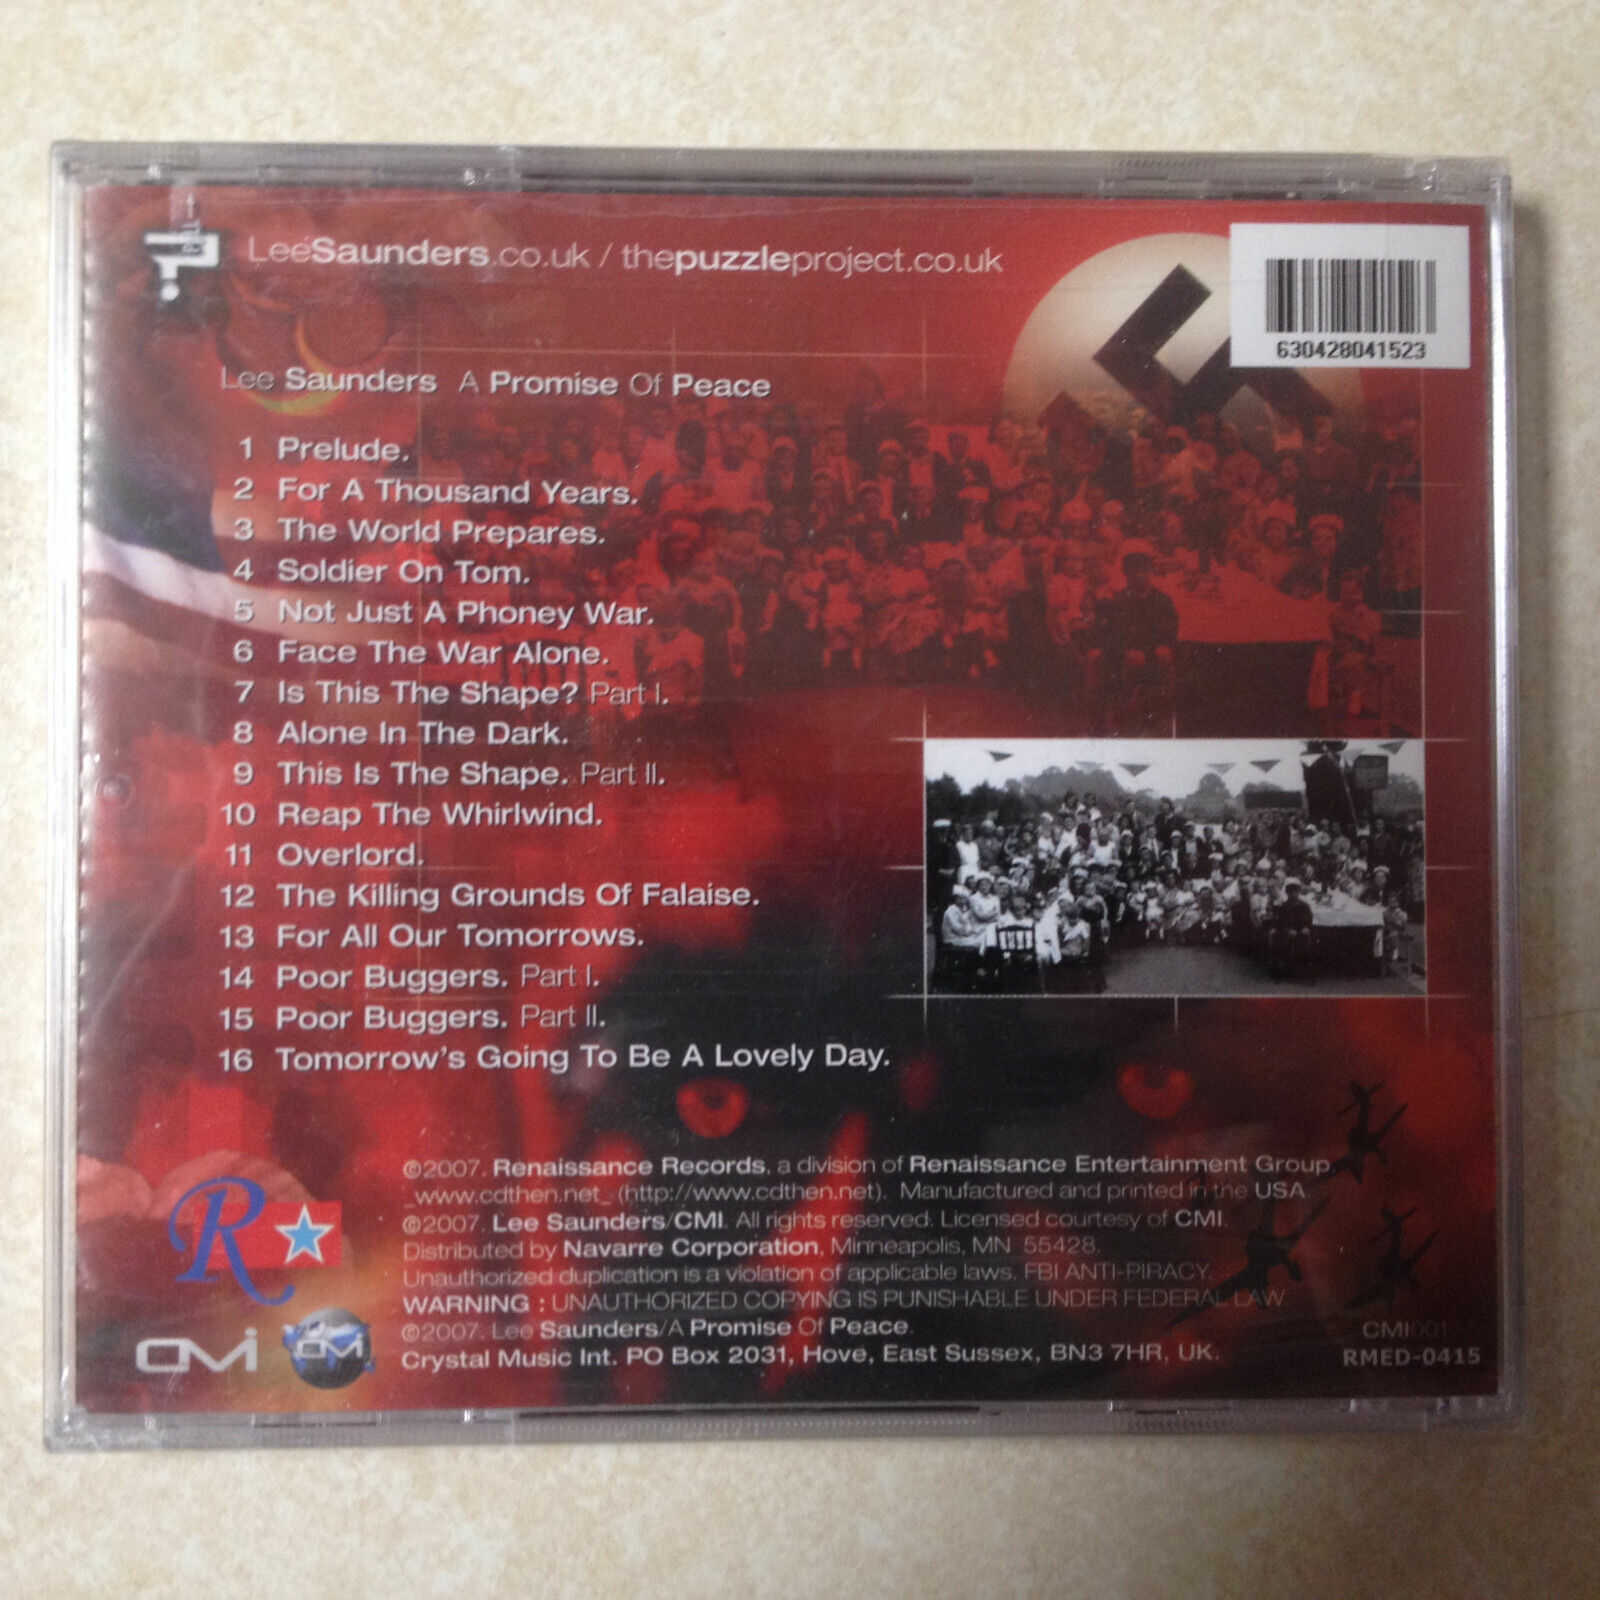 LeeSaunders.co.uk / thepuzzleproject.co.uk
630428041523
Lee Saunders A Promise Of Peace
1 Prelude.
2 For A Thousand Years.
3 The World Prepares.
4 Soldier On Tom.
5 Not Just A Phoney War.
6 Face The War Alone.
7 Is This The Shape? Part I.
8 Alone In The Dark.
9 This Is The Shape. Part II.
10 Reap The Whirlwind.
11 Overlord.
12 The Killing Grounds Of Falaise.
13 For All Our Tomorrows.
14 Poor Buggers. Part I.
15 Poor Buggers. Part II.
16 Tomorrow's Going To Be A Lovely Day.
R
©2007. Renaissance Records, a division of Renaissance Entertainment Group,
_www.cdthen.net_ (http://www.cdthen.net). Manufactured and printed in the USA
©2007. Lee Saunders/CMI. All rights reserved. Licensed courtesy of CMI.
Distributed by Navarre Corporation, Minneapolis, MN 55428.
Unauthorized duplication is a violation of applicable laws. FBI ANTI-PIRACY.
WARNING : UNAUTHORIZED COPYING IS PUNISHABLE UNDER FEDERAL LAW
©2007. Lee Saunders/A Promise Of Peace.
Crystal Music Int. PO Box 2031, Hove, East Sussex, BN3 7HR, UK.
CMI CMI
CMI001
RMED-0415